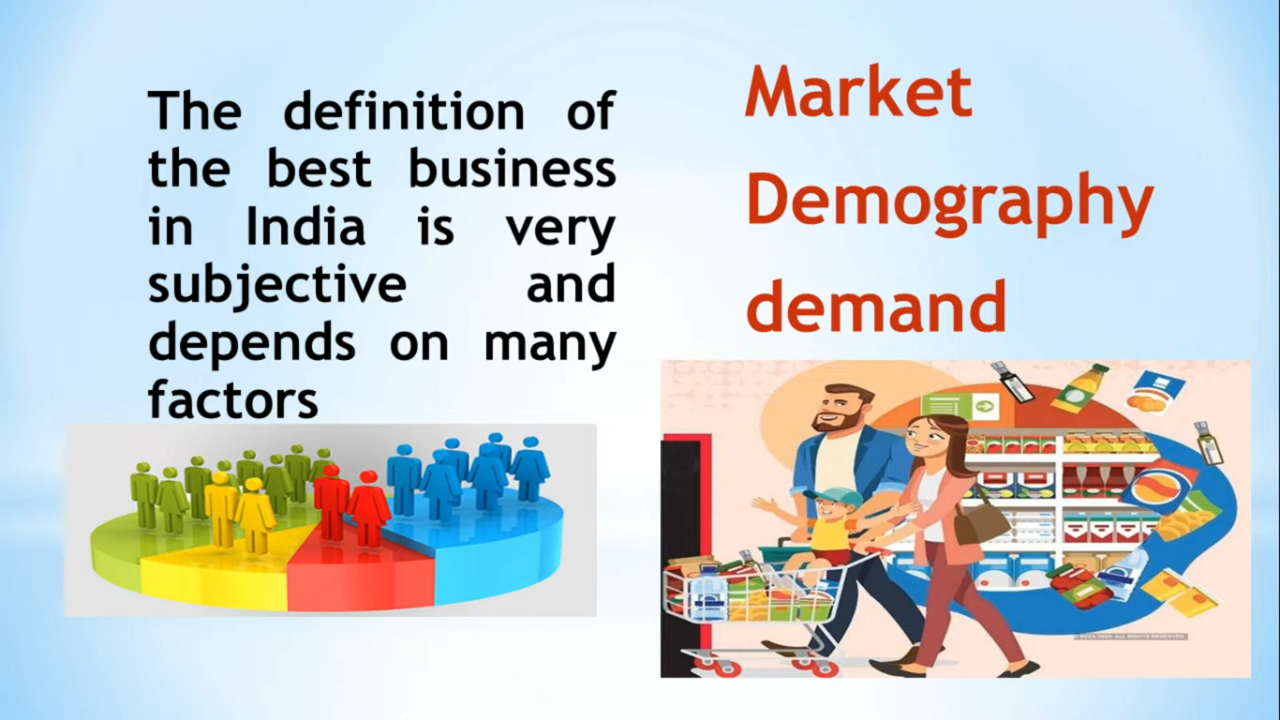 The definition of
the best business
in India is very
subjective and
depends on many
factors
Market
Demography
demand